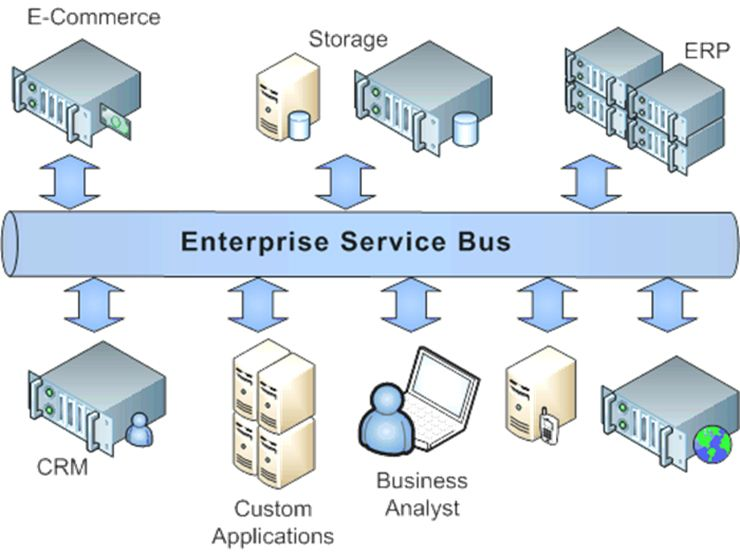 E-Commerce
Storage
ERP
Enterprise Service Bus
CRM
Custom
Applications
Business
Analyst